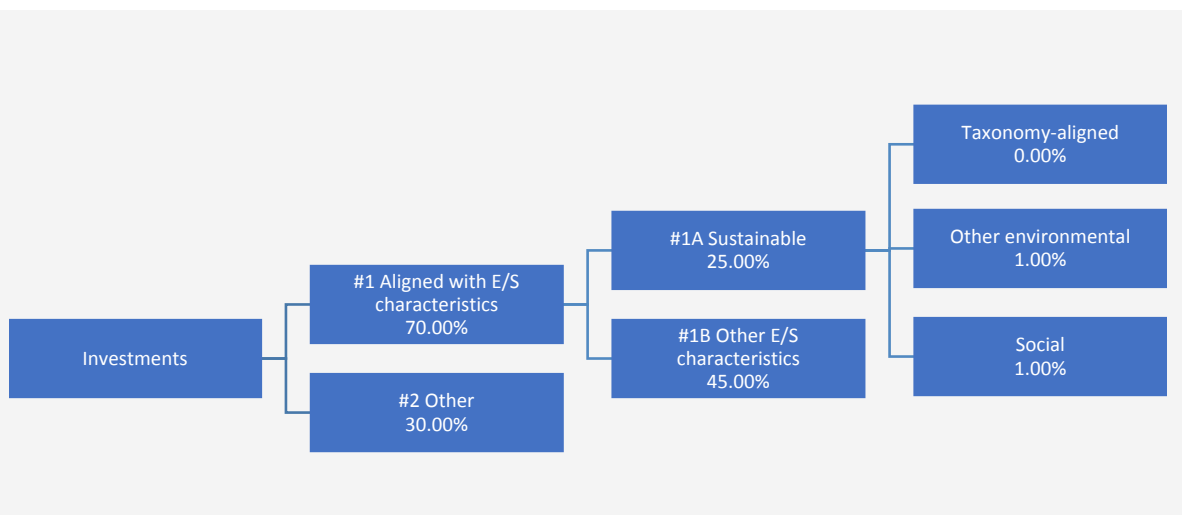 Investments
#1 Aligned with E/S
characteristics
70.00%
#2 Other
30.00%
#1A Sustainable
25.00%
#1B Other E/S
characteristics
45.00%
Taxonomy-aligned
0.00%
Other environmental
1.00%
Social
1.00%